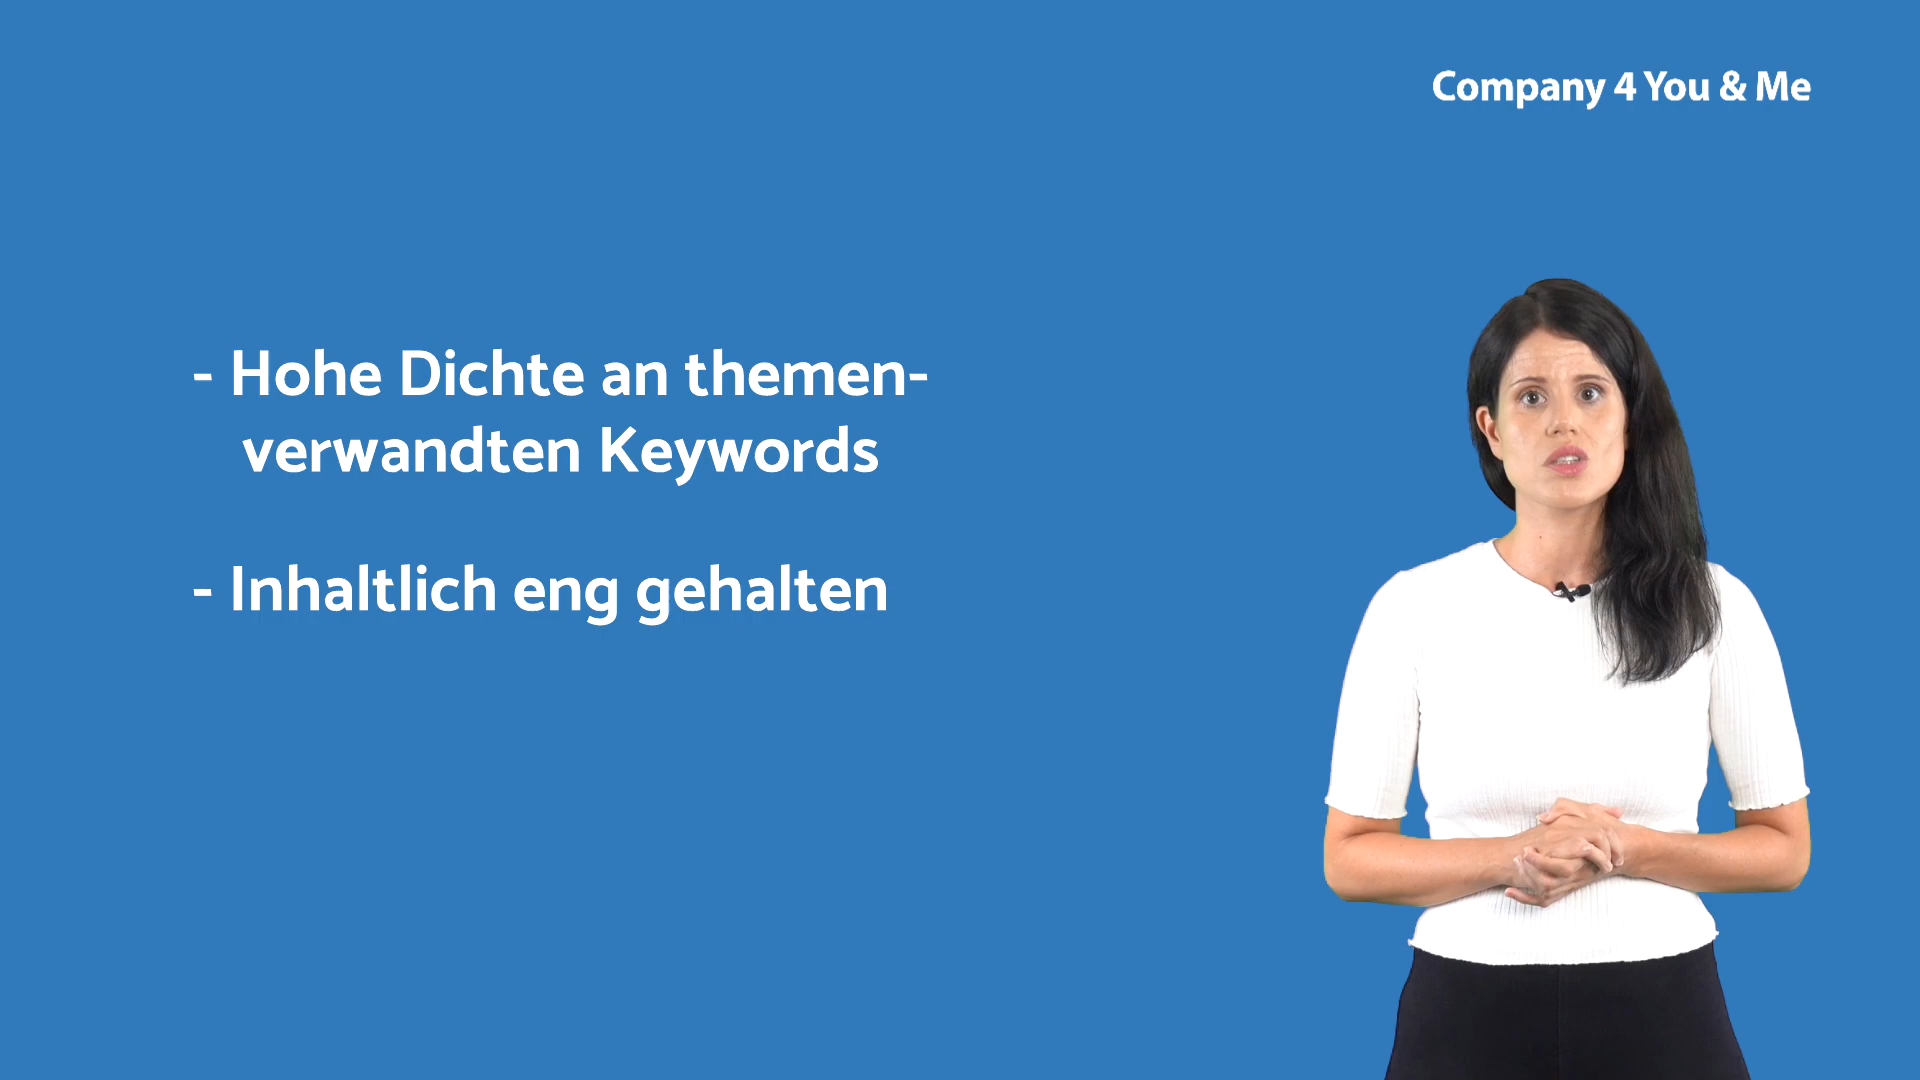 Company 4 You & Me
- Hohe Dichte an themen-
verwandten Keywords
- Inhaltlich eng gehalten